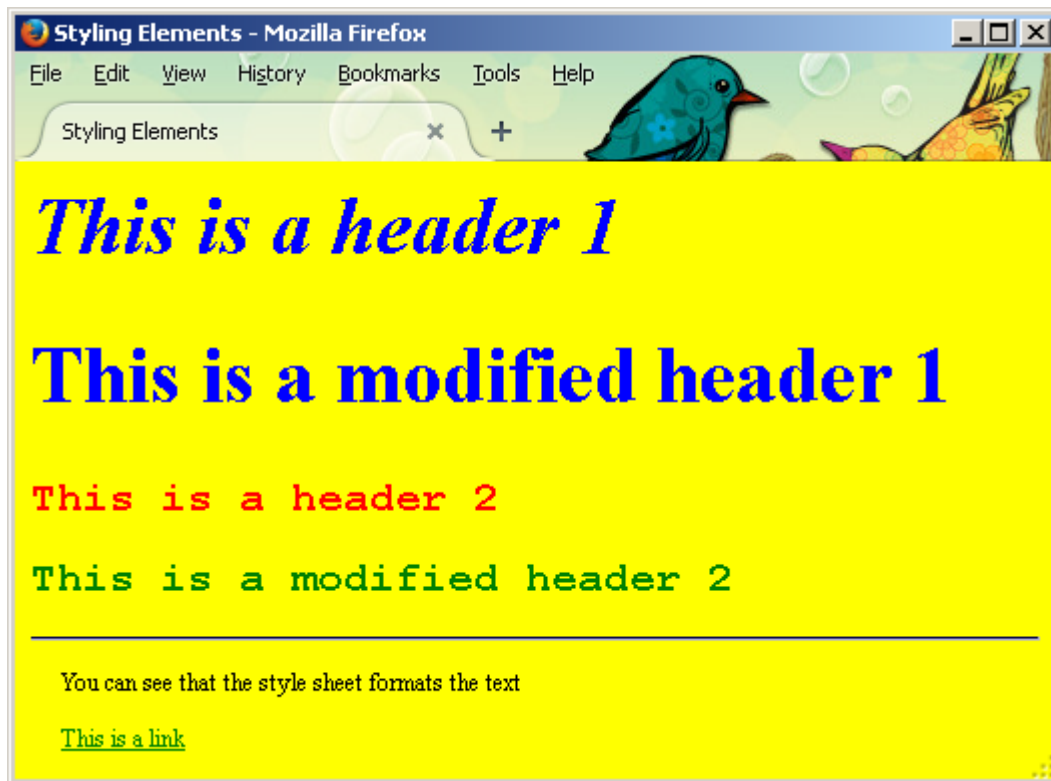 Styling Elements - Mozilla Firefox
File Edit View History Bookmarks Tools Help
Styling Elements
This is a header 1
This is a modified header 1
This is a header 2
This is a modified header 2
You can see that the style sheet formats the text
This is a link